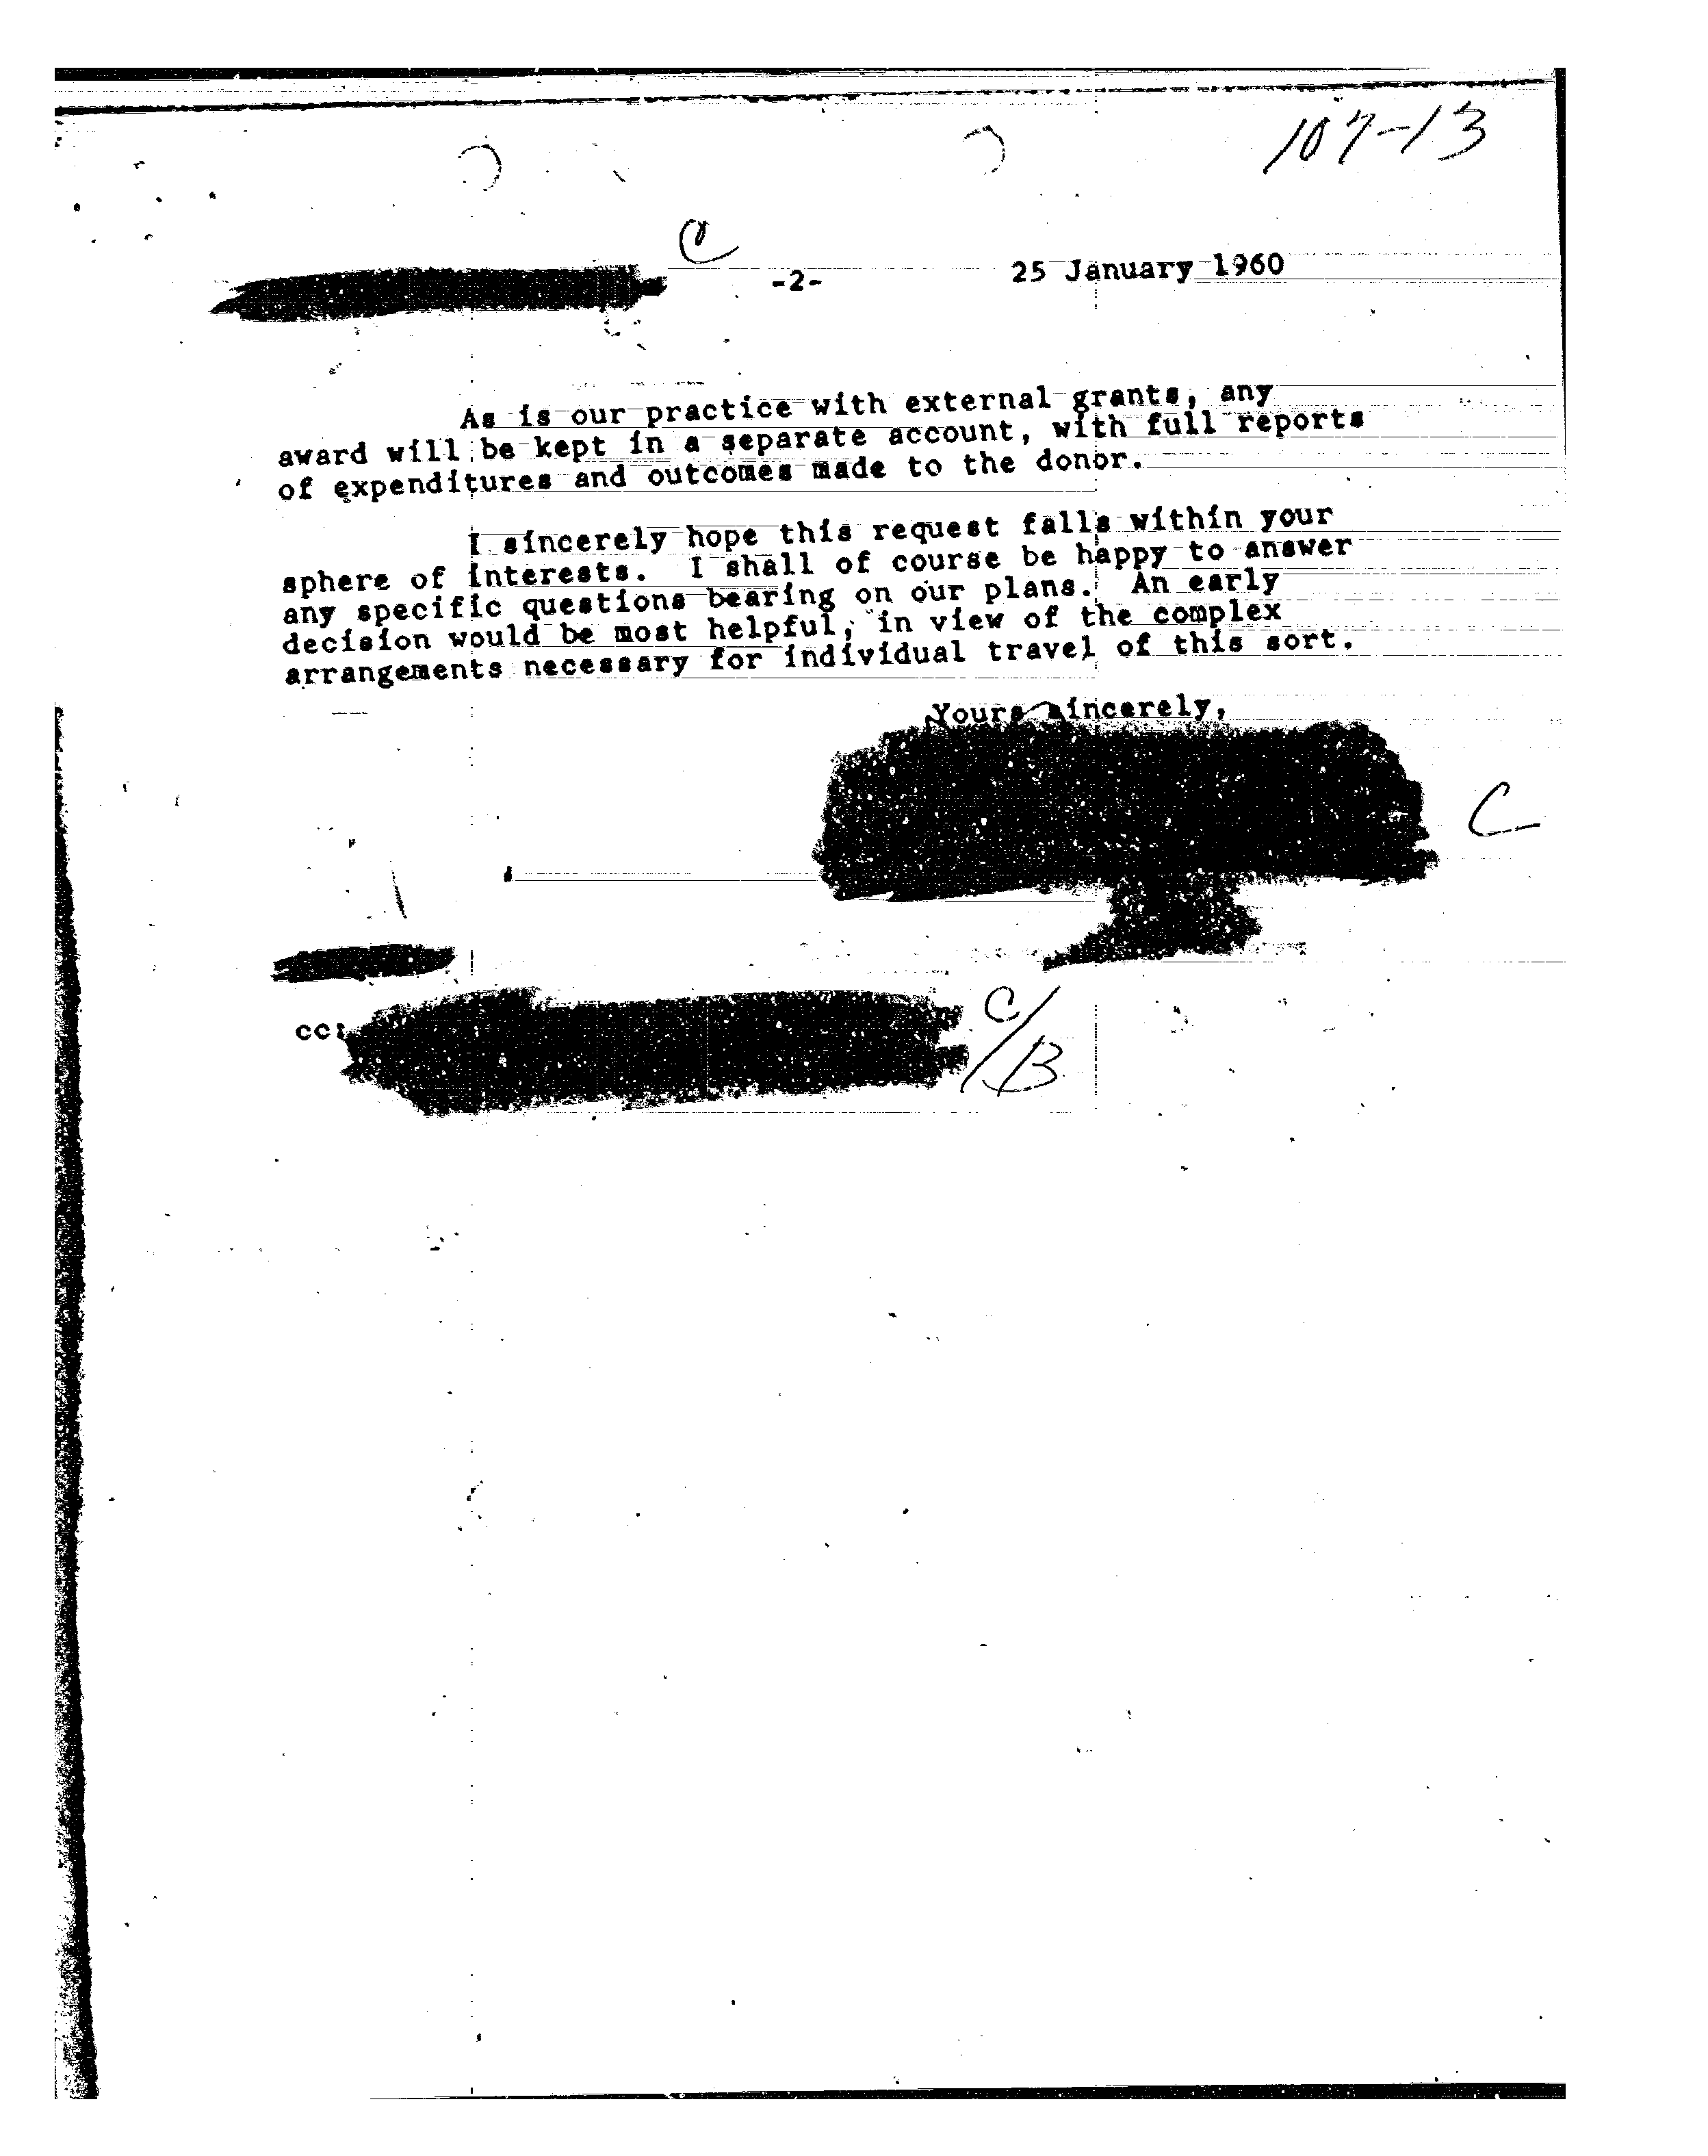 107-13
C
-2- 25 January 1960
As is our practice with external grants, any
award will be kept in a separate account, with full reports
of expenditures and outcomes made to the donor.
I sincerely hope this request falls within your
sphere of interests. I shall of course be happy to answer
any specific questions bearing on our plans. An early
decision would be most helpful, in view of the complex
arrangements necessary for individual travel of this sort.
Yours sincerely,
C
cc:
C/B